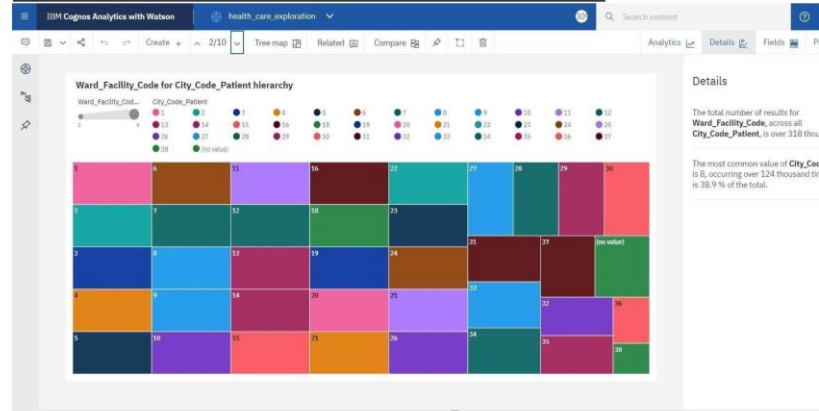 IBM Cognos Analytics with Watson
health_care_exploration
Search content
Create +
2/10
Tree map
Related
Compare
Analytics
Details
Fields
Ward_Facility_Code for City_Code_Patient hierarchy
Ward_Facility_Cod...
City_Code_Patient
1 2 3 4 5 6 7 8 9 10 11 12
13 14 15 16 18 19 20 21 22 23 24 25
26 27 28 29 30 31 32 33 34 35 36 37
38 (no value)
1 6 11 16 22 27 28 29 30
2 7 12 18 23
3 8 13 19 24 31 37 (no value)
4 9 14 20 25 33 32 36
5 10 15 21 26 34 35
Details
The total number of results for
Ward_Facility_Code, across all
City_Code_Patient, is over 318 thou
The most common value of City_Cod
is 8, occurring over 124 thousand tim
is 38.9 % of the total.